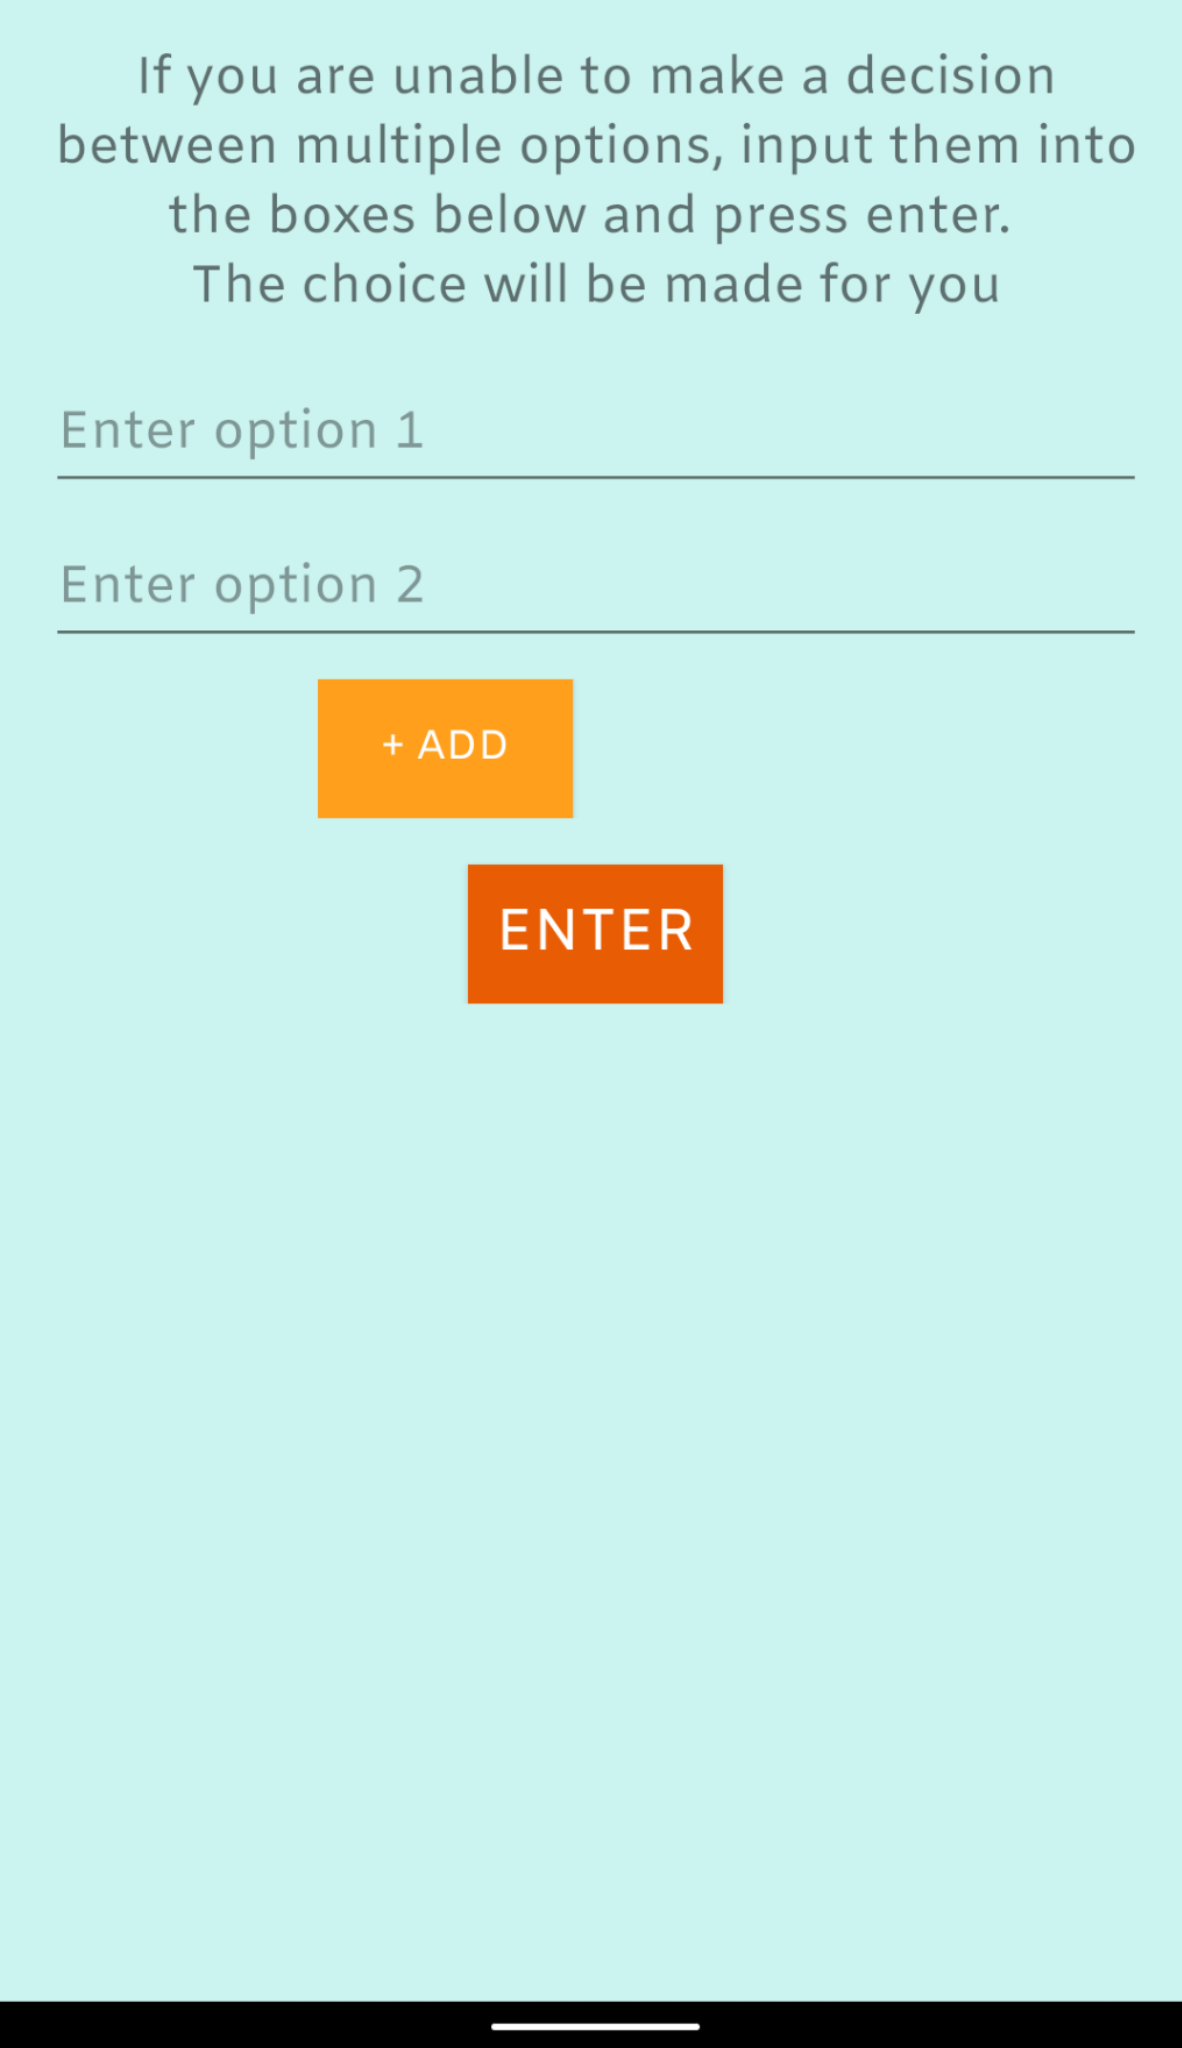 If you are unable to make a decision
between multiple options, input them into
the boxes below and press enter.
The choice will be made for you
Enter option 1
Enter option 2
+ ADD
ENTER